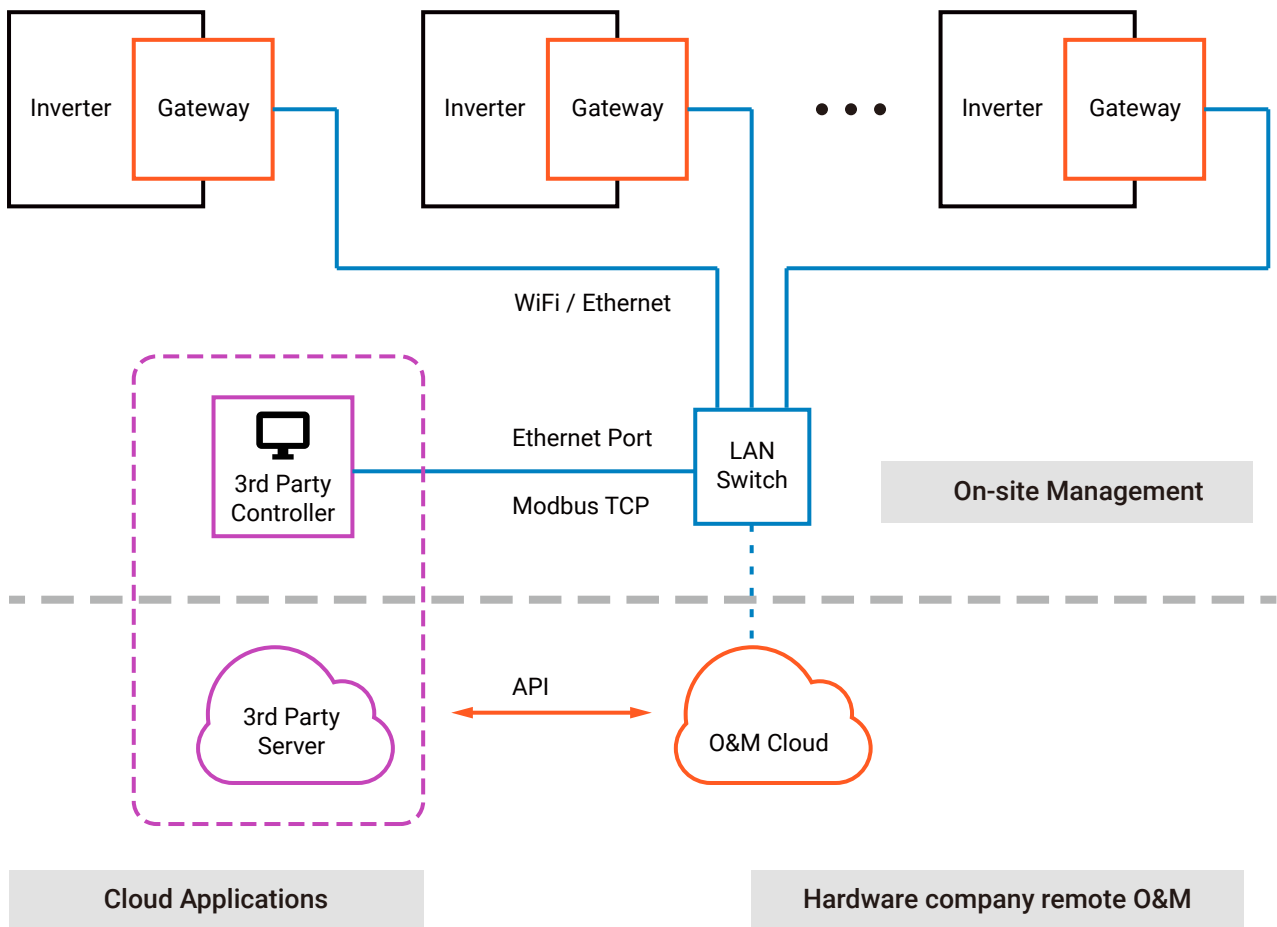 Inverter
Gateway
Inverter
Gateway
Inverter
Gateway
WiFi / Ethernet
3rd Party
Controller
Ethernet Port
Modbus TCP
LAN
Switch
On-site Management
3rd Party
Server
API
O&M Cloud
Cloud Applications
Hardware company remote O&M